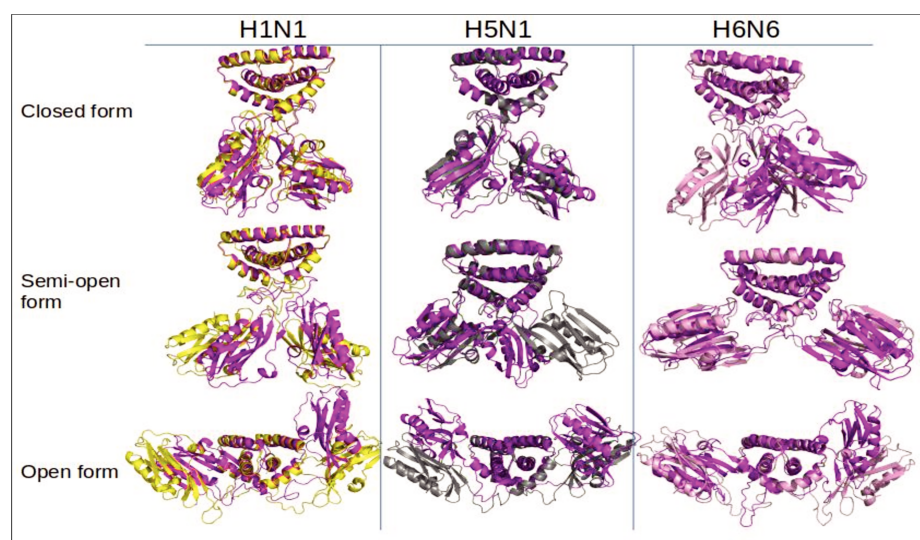 H1N1 H5N1 H6N6
Closed form
Semi-open
form
Open form